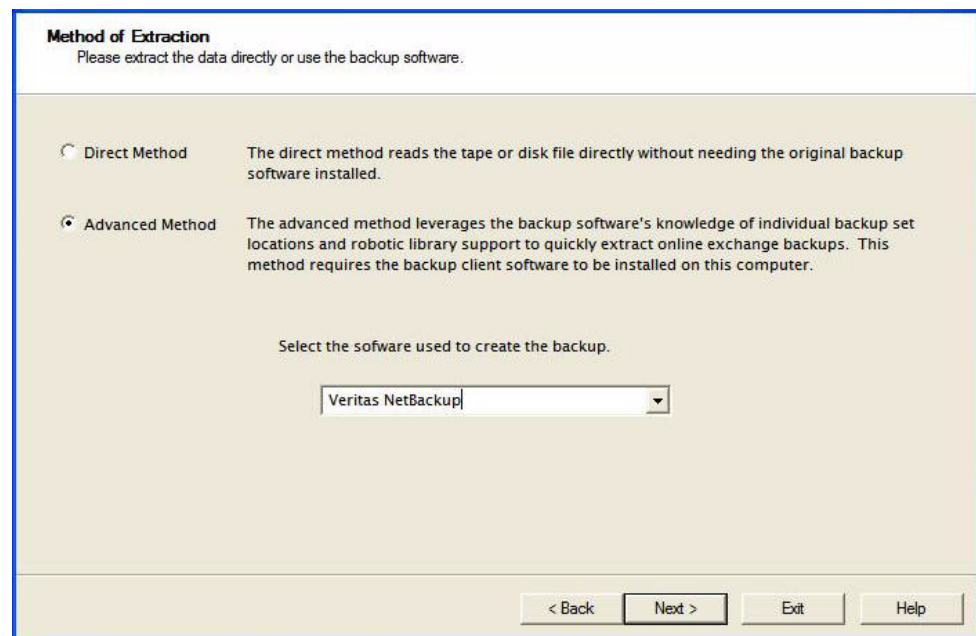 Method of Extraction
Please extract the data directly or use the backup software.
Direct Method
The direct method reads the tape or disk file directly without needing the original backup
software installed.
Advanced Method
The advanced method leverages the backup software's knowledge of individual backup set
locations and robotic library support to quickly extract online exchange backups. This
method requires the backup client software to be installed on this computer.
Select the sofware used to create the backup.
Veritas NetBackup
< Back
Next >
Exit
Help